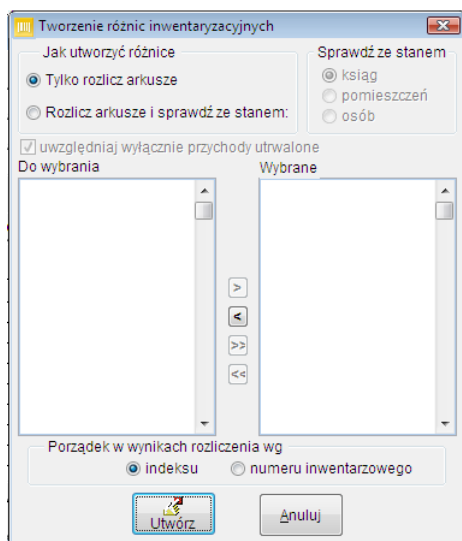 Tworzenie różnic inwentaryzacyjnych
Jak utworzyć różnice
Sprawdź ze stanem
Tylko rozlicz arkusze
ksiąg
pomieszczeń
Rozlicz arkusze i sprawdź ze stanem:
osób
uwzględniaj wyłącznie przychody utrwalone
Do wybrania
Wybrane
>
<
>>
<<
Porządek w wynikach rozliczenia wg
indeksu
numeru inwentarzowego
Utwórz
Anuluj